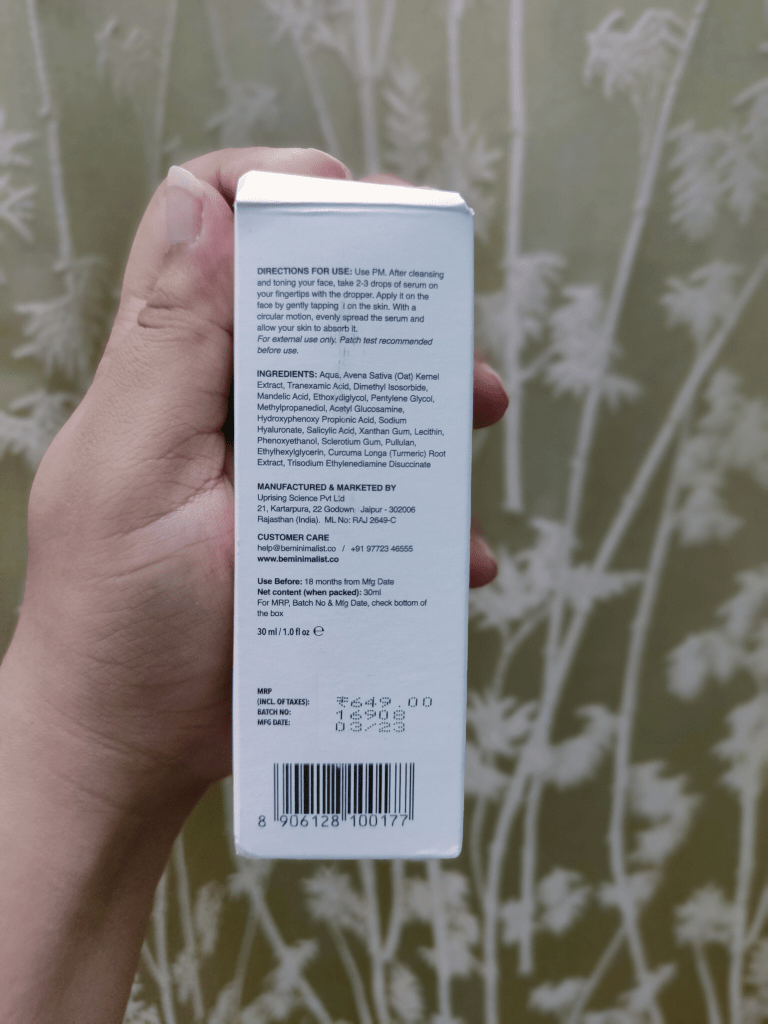 DIRECTIONS FOR USE: Use PM. After cleansing
and toning your face, take 2-3 drops of serum on
your fingertips with the dropper. Apply it on the
face by gently tapping it on the skin. With a
circular motion, evenly spread the serum and
allow your skin to absorb it.
For external use only. Patch test recommended
before use.
INGREDIENTS: Aqua, Avena Sativa (Oat) Kernel
Extract, Tranexamic Acid, Dimethyl Isosorbide,
Mandelic Acid, Ethoxydiglycol, Pentylene Glycol,
Methylpropanediol, Acetyl Glucosamine,
Hydroxyphenoxy Propionic Acid, Sodium
Hyaluronate, Salicylic Acid, Xanthan Gum, Lecithin,
Phenoxyethanol, Sclerotium Gum, Pullulan,
Ethylhexylglycerin, Curcuma Longa (Turmeric) Root
Extract, Trisodium Ethylenediamine Disuccinate
MANUFACTURED & MARKETED BY
Uprising Science Pvt Ltd
21, Kartarpura, 22 Godown Jaipur - 302006
Rajasthan (India). ML No: RAJ 2649-C
CUSTOMER CARE
help@beminimalist.co / +91 97723 46555
www.beminimalist.co
Use Before: 18 months from Mfg Date
Net content (when packed): 30ml
For MRP, Batch No & Mfg Date, check bottom of
the box
30 ml / 1.0 fl oz ℮
MRP
(INCL. OF TAXES): ₹649.00
BATCH NO: 16908
MFG DATE: 03/23
8 906128 100177